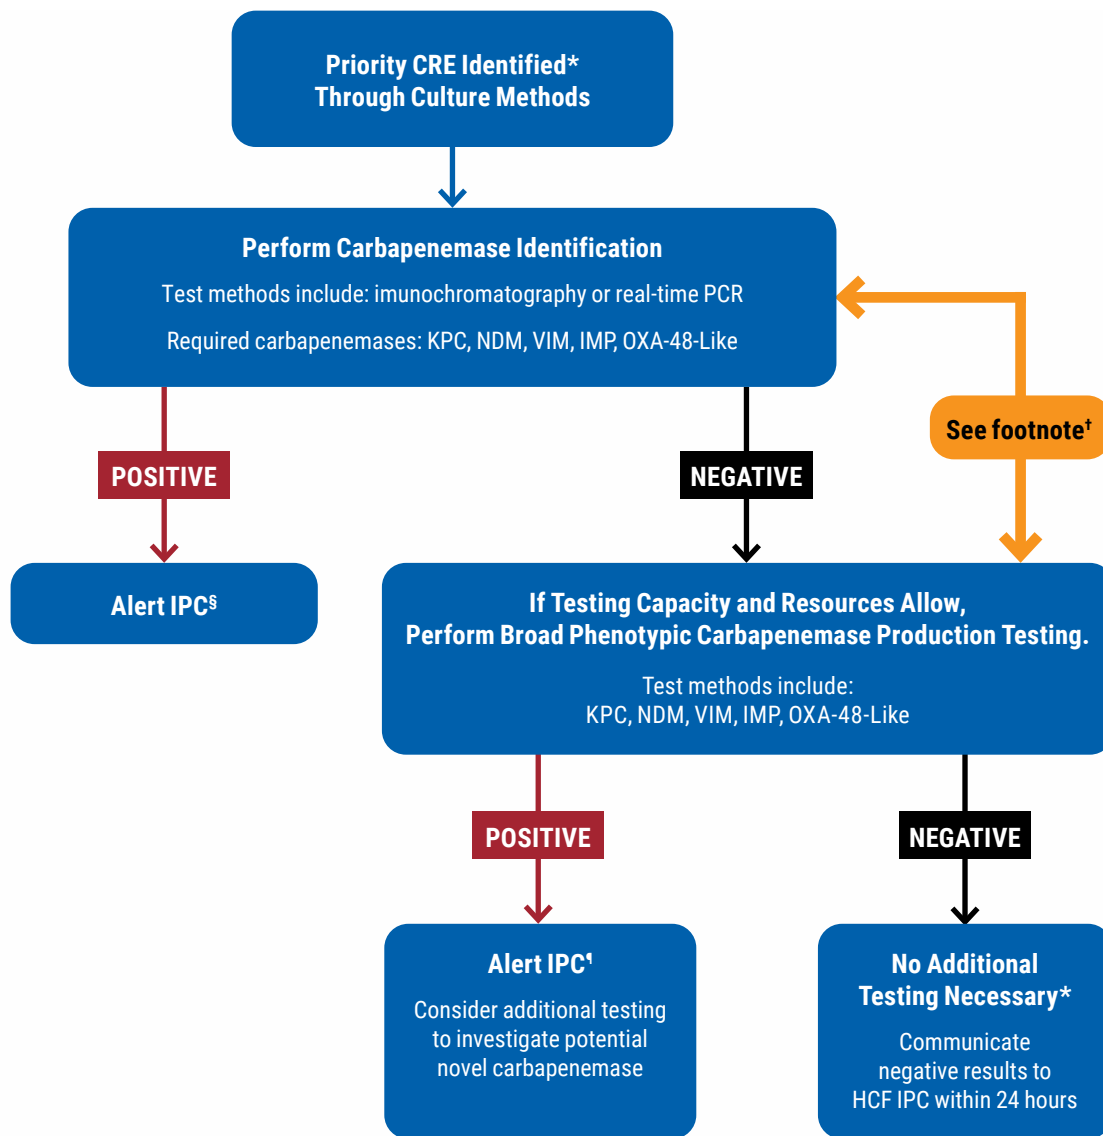 Priority CRE Identified*
Through Culture Methods
Perform Carbapenemase Identification
Test methods include: imunochromatography or real-time PCR
Required carbapenemases: KPC, NDM, VIM, IMP, OXA-48-Like
See footnote†
POSITIVE
NEGATIVE
Alert IPC§
If Testing Capacity and Resources Allow,
Perform Broad Phenotypic Carbapenemase Production Testing.
Test methods include:
KPC, NDM, VIM, IMP, OXA-48-Like
POSITIVE
NEGATIVE
Alert IPC¶
Consider additional testing
to investigate potential
novel carbapenemase
No Additional
Testing Necessary*
Communicate
negative results to
HCF IPC within 24 hours